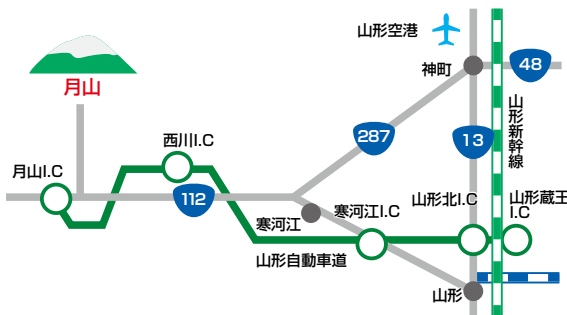 山形空港
神町
48
月山
287
13
山形新幹線
西川I.C
月山I.C
112
寒河江
寒河江I.C
山形北I.C
山形蔵王
I.C
山形自動車道
山形